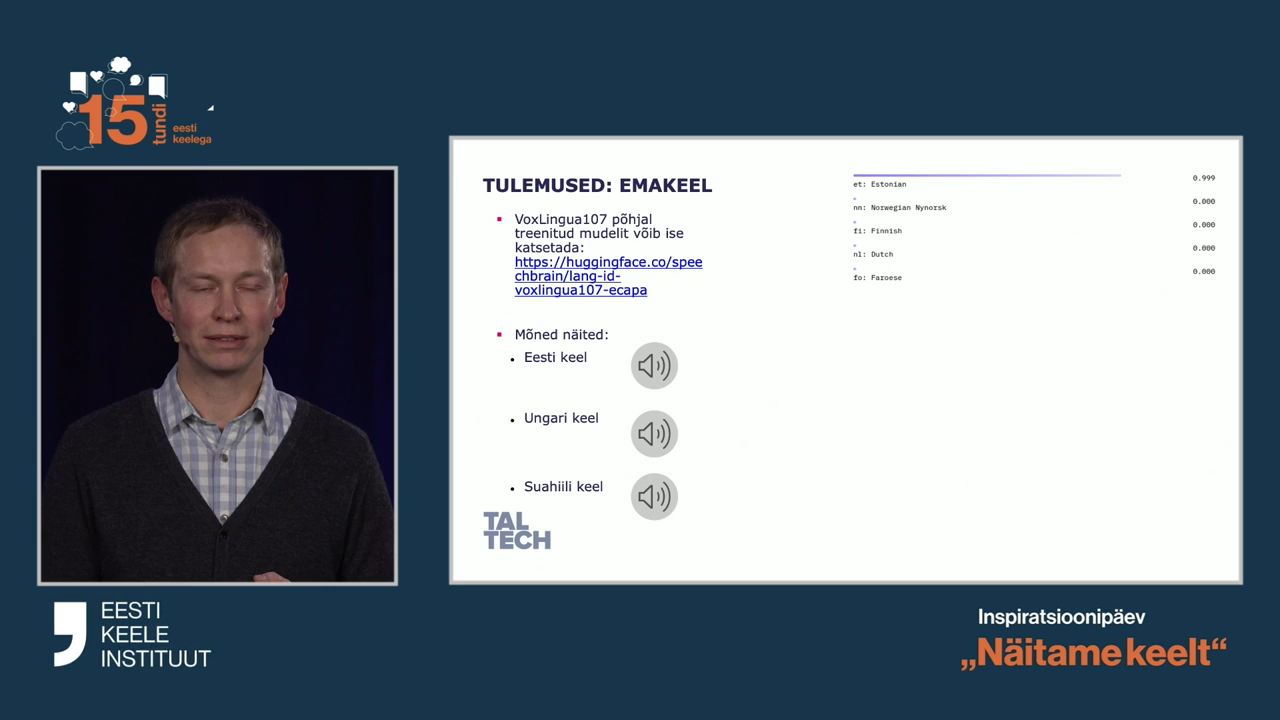 15
tundi
eesti
keelega
TULEMUSED: EMAKEEL
VoxLingua107 põhjal
treenitud mudelit võib ise
katsetada:
https://huggingface.co/spee
chbrain/lang-id-
voxlingua107-ecapa
Mõned näited:
Eesti keel
Ungari keel
Suahiili keel
TAL
TECH
0.999
et: Estonian
0.000
nn: Norwegian Nynorsk
0.000
fi: Finnish
0.000
nl: Dutch
0.000
fo: Faroese
EESTI
KEELE
INSTITUUT
Inspiratsioonipäev
„Näitame keelt“